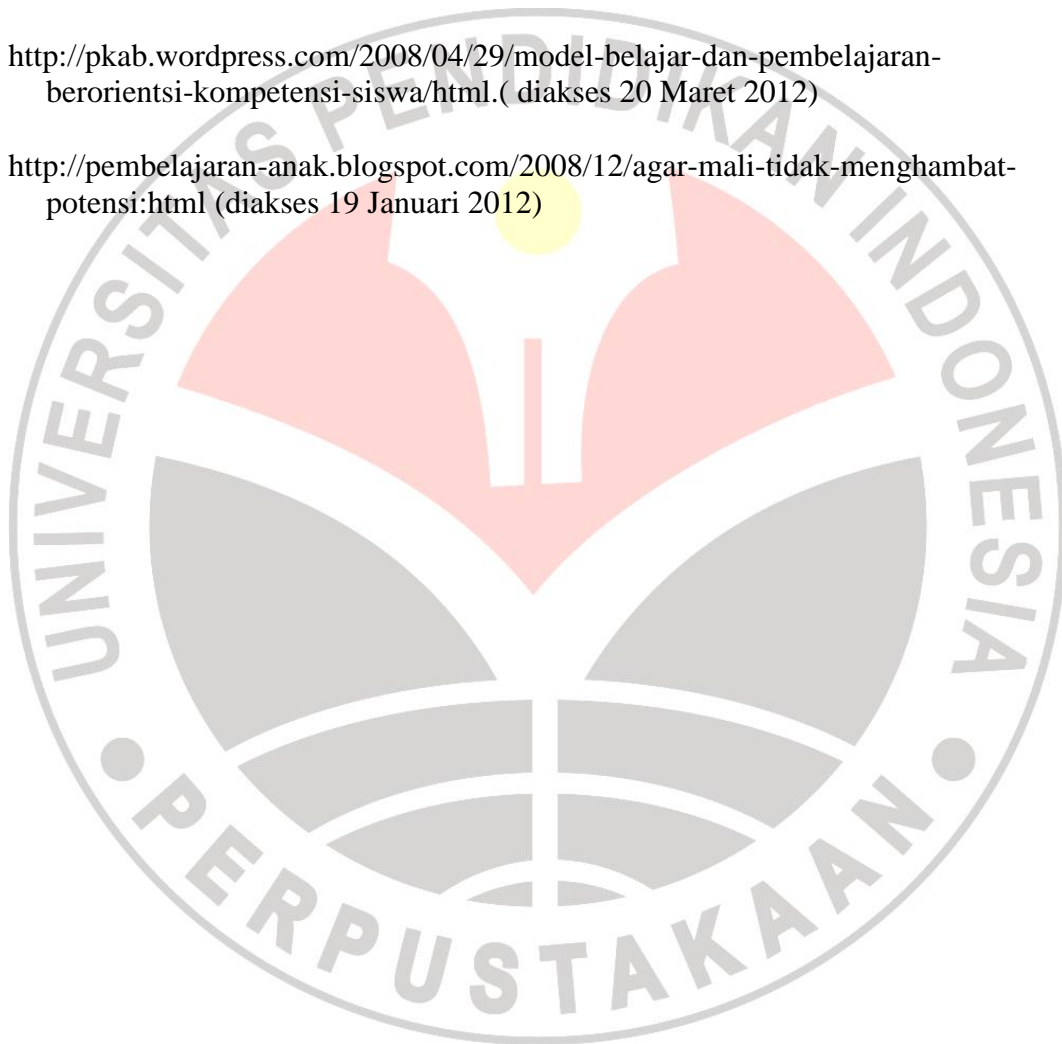 http://pkab.wordpress.com/2008/04/29/model-belajar-dan-pembelajaran-
berorientsi-kompetensi-siswa/html.( diakses 20 Maret 2012)
http://pembelajaran-anak.blogspot.com/2008/12/agar-mali-tidak-menghambat-
potensi:html (diakses 19 Januari 2012)
UNIVERSITAS PENDIDIKAN INDONESIA
PERPUSTAKAAN